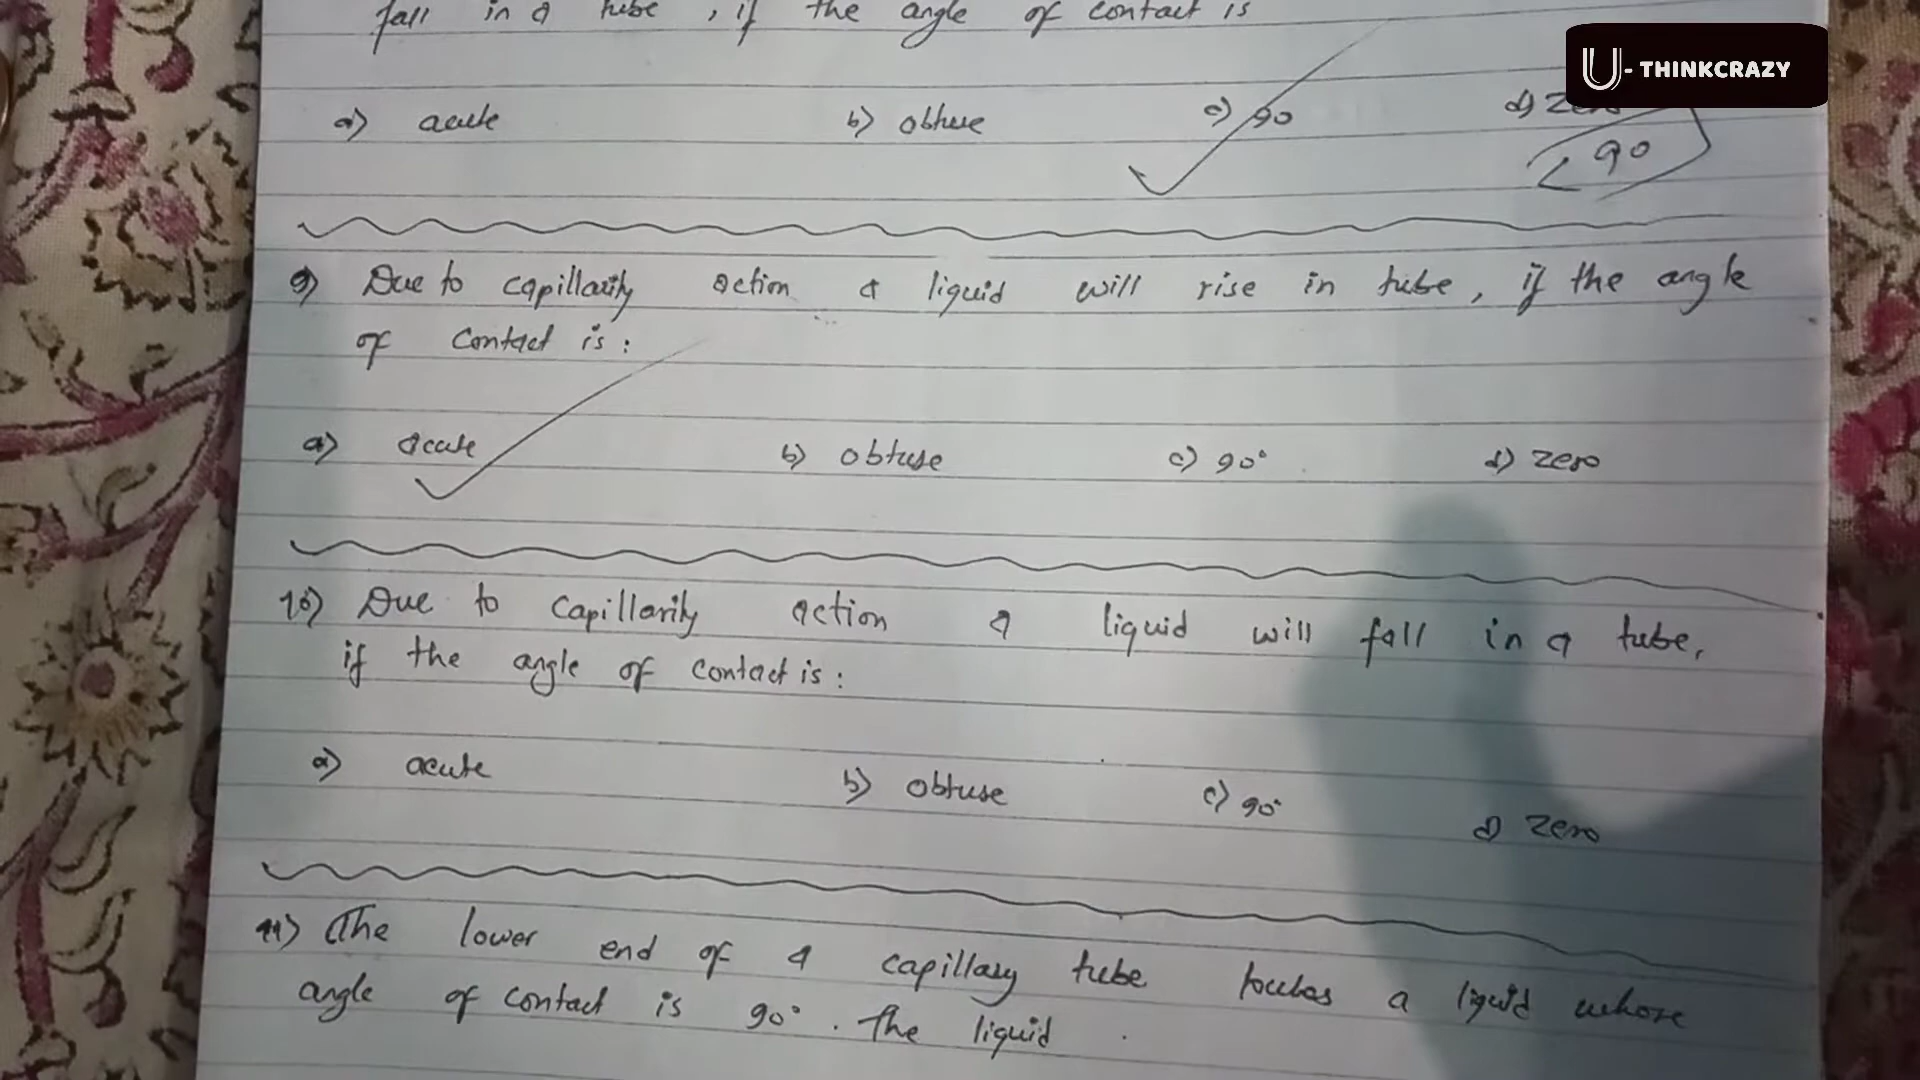 fall in a tube, if the angle of contact is
U - THINKCRAZY
a) acute b) obtuse c) 90 d) zero
90
9) Due to capillarity action a liquid will rise in tube, if the angle
of contact is:
a) acute b) obtuse c) 90° d) zero
10) Due to capillarity action a liquid will fall in a tube,
if the angle of contact is:
a) acute b) obtuse c) 90° d) zero
11) The lower end of a capillary tube touches a liquid whose
angle of contact is 90°. The liquid